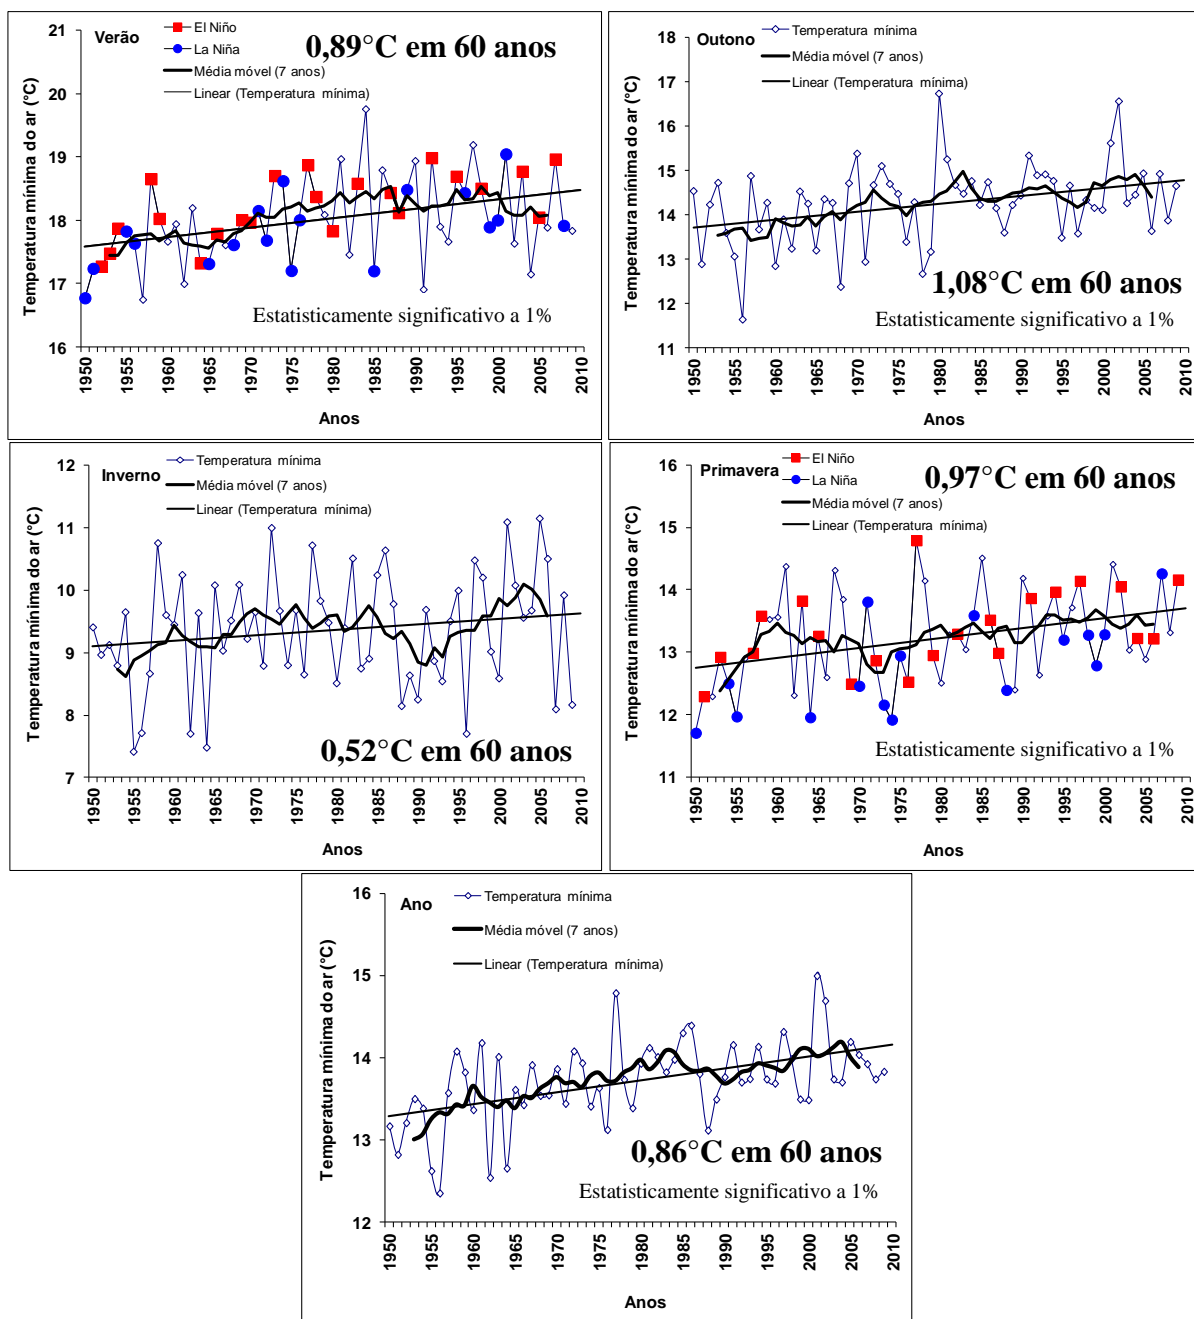 Verão
El Niño
La Niña
Média móvel (7 anos)
Linear (Temperatura mínima)
0,89°C em 60 anos
Temperatura mínima do ar (°C)
21
20
19
18
17
16
Estatisticamente significativo a 1%
1950
1955
1960
1965
1970
1975
1980
1985
1990
1995
2000
2005
2010
Anos
Outono
Temperatura mínima
Média móvel (7 anos)
Linear (Temperatura mínima)
Temperatura mínima do ar (°C)
18
17
16
15
14
13
12
11
1,08°C em 60 anos
Estatisticamente significativo a 1%
1950
1955
1960
1965
1970
1975
1980
1985
1990
1995
2000
2005
2010
Anos
Inverno
Temperatura mínima
Média móvel (7 anos)
Linear (Temperatura mínima)
Temperatura mínima do ar (°C)
12
11
10
9
8
7
0,52°C em 60 anos
1950
1955
1960
1965
1970
1975
1980
1985
1990
1995
2000
2005
2010
Anos
Primavera
El Niño
La Niña
Média móvel (7 anos)
Linear (Temperatura mínima)
0,97°C em 60 anos
Temperatura mínima do ar (°C)
16
15
14
13
12
11
Estatisticamente significativo a 1%
1950
1955
1960
1965
1970
1975
1980
1985
1990
1995
2000
2005
2010
Anos
Ano
Temperatura mínima
Média móvel (7 anos)
Linear (Temperatura mínima)
Temperatura mínima do ar (°C)
16
15
14
13
12
0,86°C em 60 anos
Estatisticamente significativo a 1%
1950
1955
1960
1965
1970
1975
1980
1985
1990
1995
2000
2005
2010
Anos